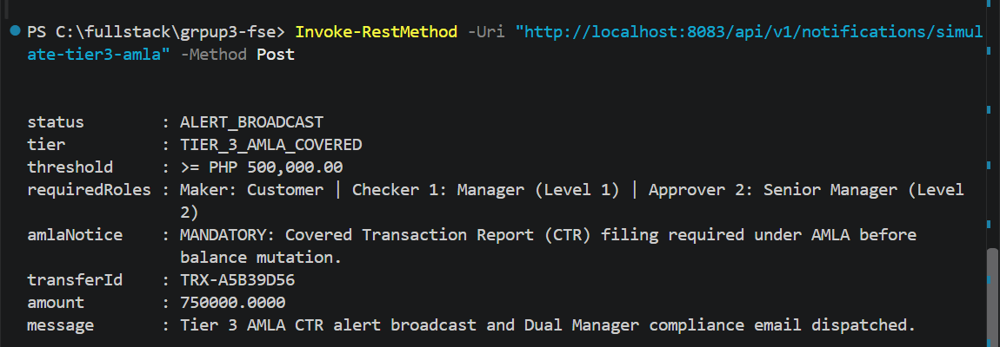 PS C:\fullstack\grpup3-fse> Invoke-RestMethod -Uri "http://localhost:8083/api/v1/notifications/simul
ate-tier3-amla" -Method Post
status         : ALERT_BROADCAST
tier           : TIER_3_AMLA_COVERED
threshold      : >= PHP 500,000.00
requiredRoles : Maker: Customer | Checker 1: Manager (Level 1) | Approver 2: Senior Manager (Level
2)
amlaNotice     : MANDATORY: Covered Transaction Report (CTR) filing required under AMLA before
balance mutation.
transferId     : TRX-A5B39D56
amount         : 750000.0000
message        : Tier 3 AMLA CTR alert broadcast and Dual Manager compliance email dispatched.